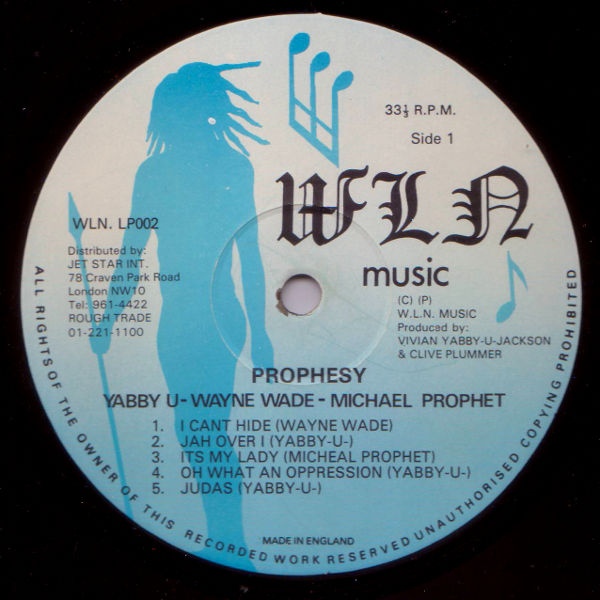 33⅓ R.P.M.
Side 1
WLN
music
WLN. LP002
Distributed by:
JET STAR INT.
78 Craven Park Road
London NW10
Tel: 961-4422
ROUGH TRADE
01-221-1100
(C) (P)
W.L.N. MUSIC
Produced by:
VIVIAN YABBY-U-JACKSON
& CLIVE PLUMMER
PROPHESY
YABBY U- WAYNE WADE - MICHAEL PROPHET
1. I CANT HIDE (WAYNE WADE)
2. JAH OVER I (YABBY-U-)
3. ITS MY LADY (MICHEAL PROPHET)
4. OH WHAT AN OPPRESSION (YABBY-U-)
5. JUDAS (YABBY-U-)
MADE IN ENGLAND
ALL RIGHTS OF THE OWNER OF THIS RECORDED WORK RESERVED UNAUTHORISED COPYING PROHIBITED